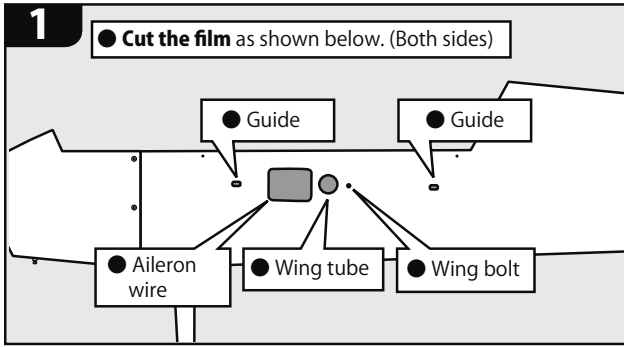 1
● Cut the film as shown below. (Both sides)
● Guide
● Guide
● Aileron
wire
● Wing tube
● Wing bolt